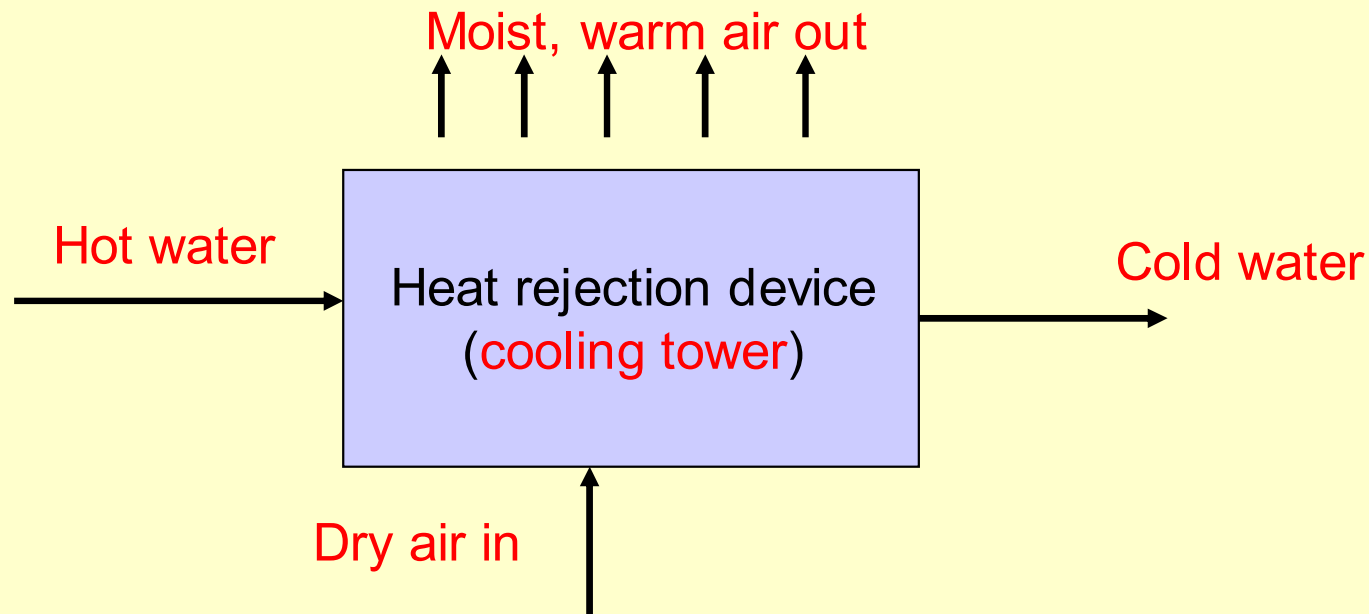 Moist, warm air out
Hot water
Cold water
Heat rejection device
(cooling tower)
Dry air in